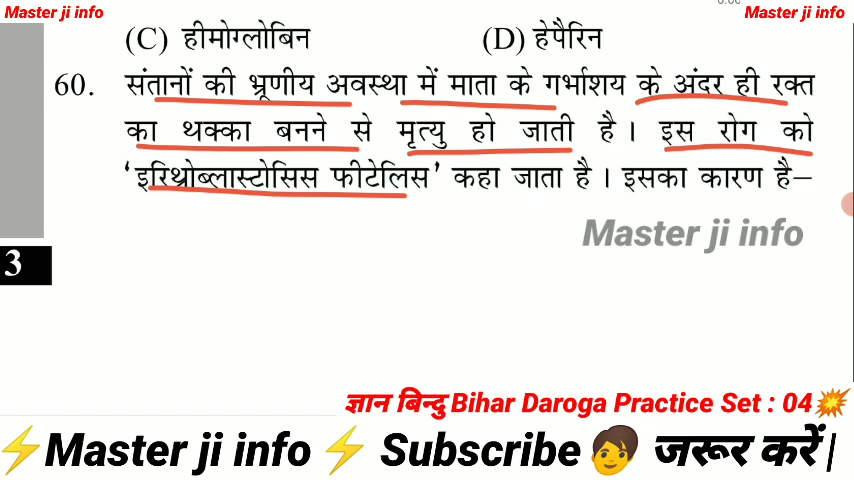 Master ji info
Master ji info
(C) हीमोग्लोबिन (D) हेपैरिन
60. संतानों की भ्रूणीय अवस्था में माता के गर्भाशय के अंदर ही रक्त
का थक्का बनने से मृत्यु हो जाती है। इस रोग को
'इरिथ्रोब्लास्टोसिस फीटेलिस' कहा जाता है। इसका कारण है–
Master ji info
3
ज्ञान बिन्दु Bihar Daroga Practice Set : 04💥
⚡Master ji info ⚡ Subscribe 🧑 जरूर करें|